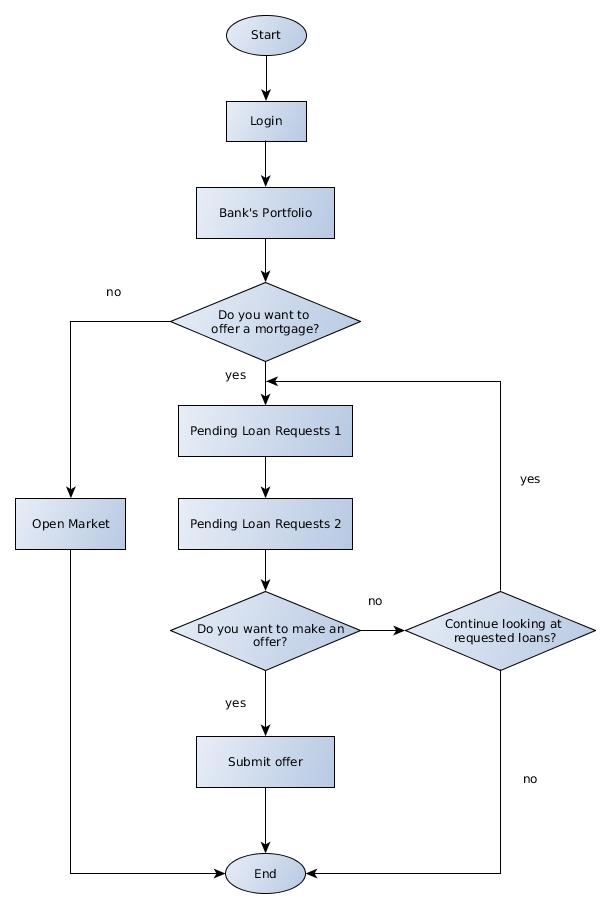 Start
Login
Bank's Portfolio
no
Do you want to
offer a mortgage?
yes
Pending Loan Requests 1
yes
Open Market
Pending Loan Requests 2
no
Do you want to make an
offer?
Continue looking at
requested loans?
yes
Submit offer
no
End